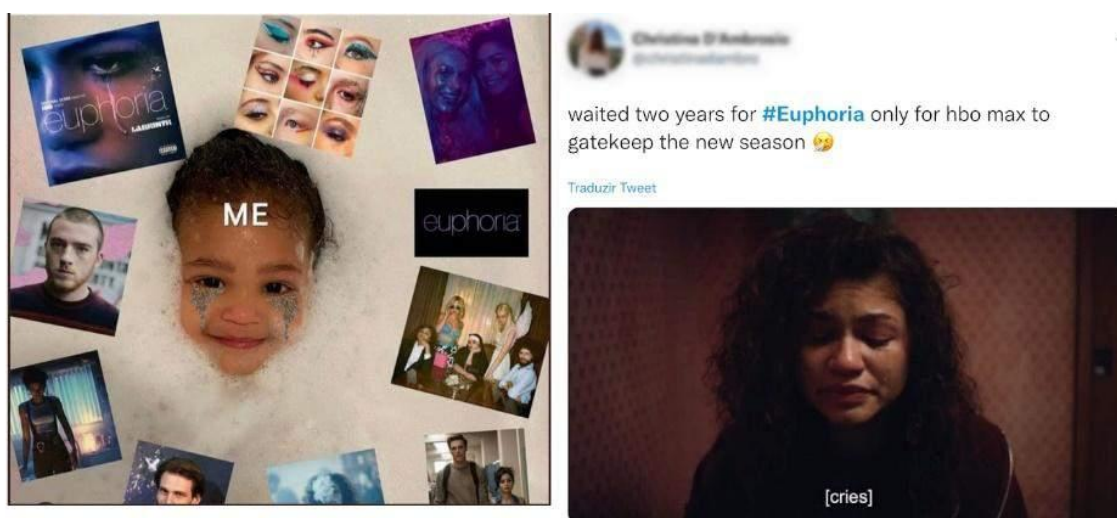 euphoria
LABRINTH
ME
euphoria
waited two years for #Euphoria only for hbo max to
gatekeep the new season 🤧
Traduzir Tweet
[cries]